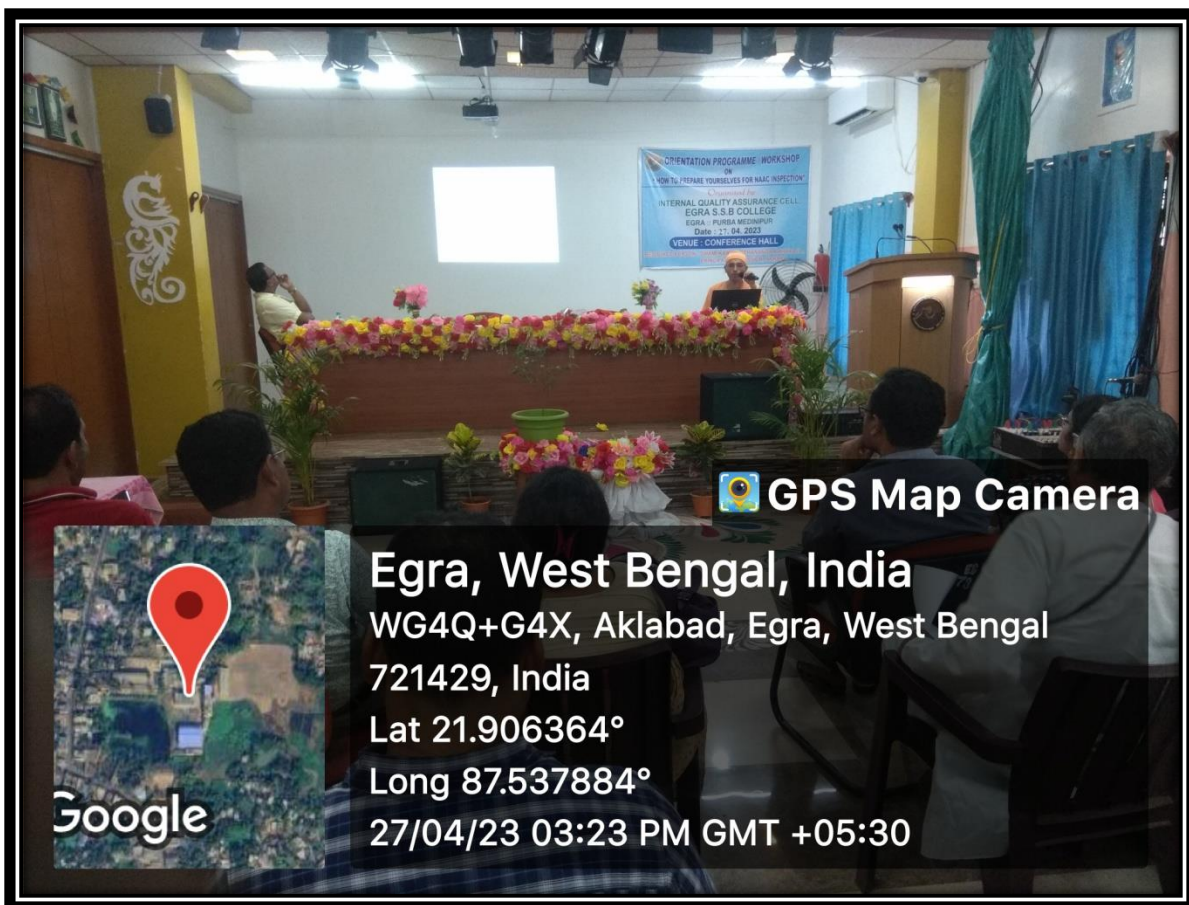 ORIENTATION PROGRAMME - WORKSHOP
ON
"HOW TO PREPARE YOURSELVES FOR NAAC INSPECTION"
Organised by
INTERNAL QUALITY ASSURANCE CELL
EGRA S.S.B COLLEGE
EGRA :: PURBA MEDINIPUR
Date : 27. 04. 2023
VENUE : CONFERENCE HALL
GPS Map Camera
Egra, West Bengal, India
WG4Q+G4X, Aklabad, Egra, West Bengal
721429, India
Lat 21.906364°
Long 87.537884°
27/04/23 03:23 PM GMT +05:30
Google